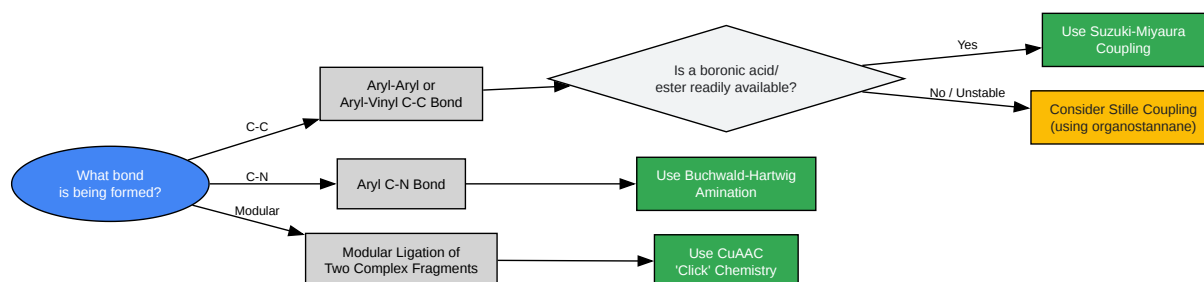 What bond
is being formed?
C-C
C-N
Modular
Aryl-Aryl or
Aryl-Vinyl C-C Bond
Is a boronic acid/
ester readily available?
Yes
No / Unstable
Use Suzuki-Miyaura
Coupling
Consider Stille Coupling
(using organostannane)
Aryl C-N Bond
Use Buchwald-Hartwig
Amination
Modular Ligation of
Two Complex Fragments
Use CuAAC
'Click' Chemistry